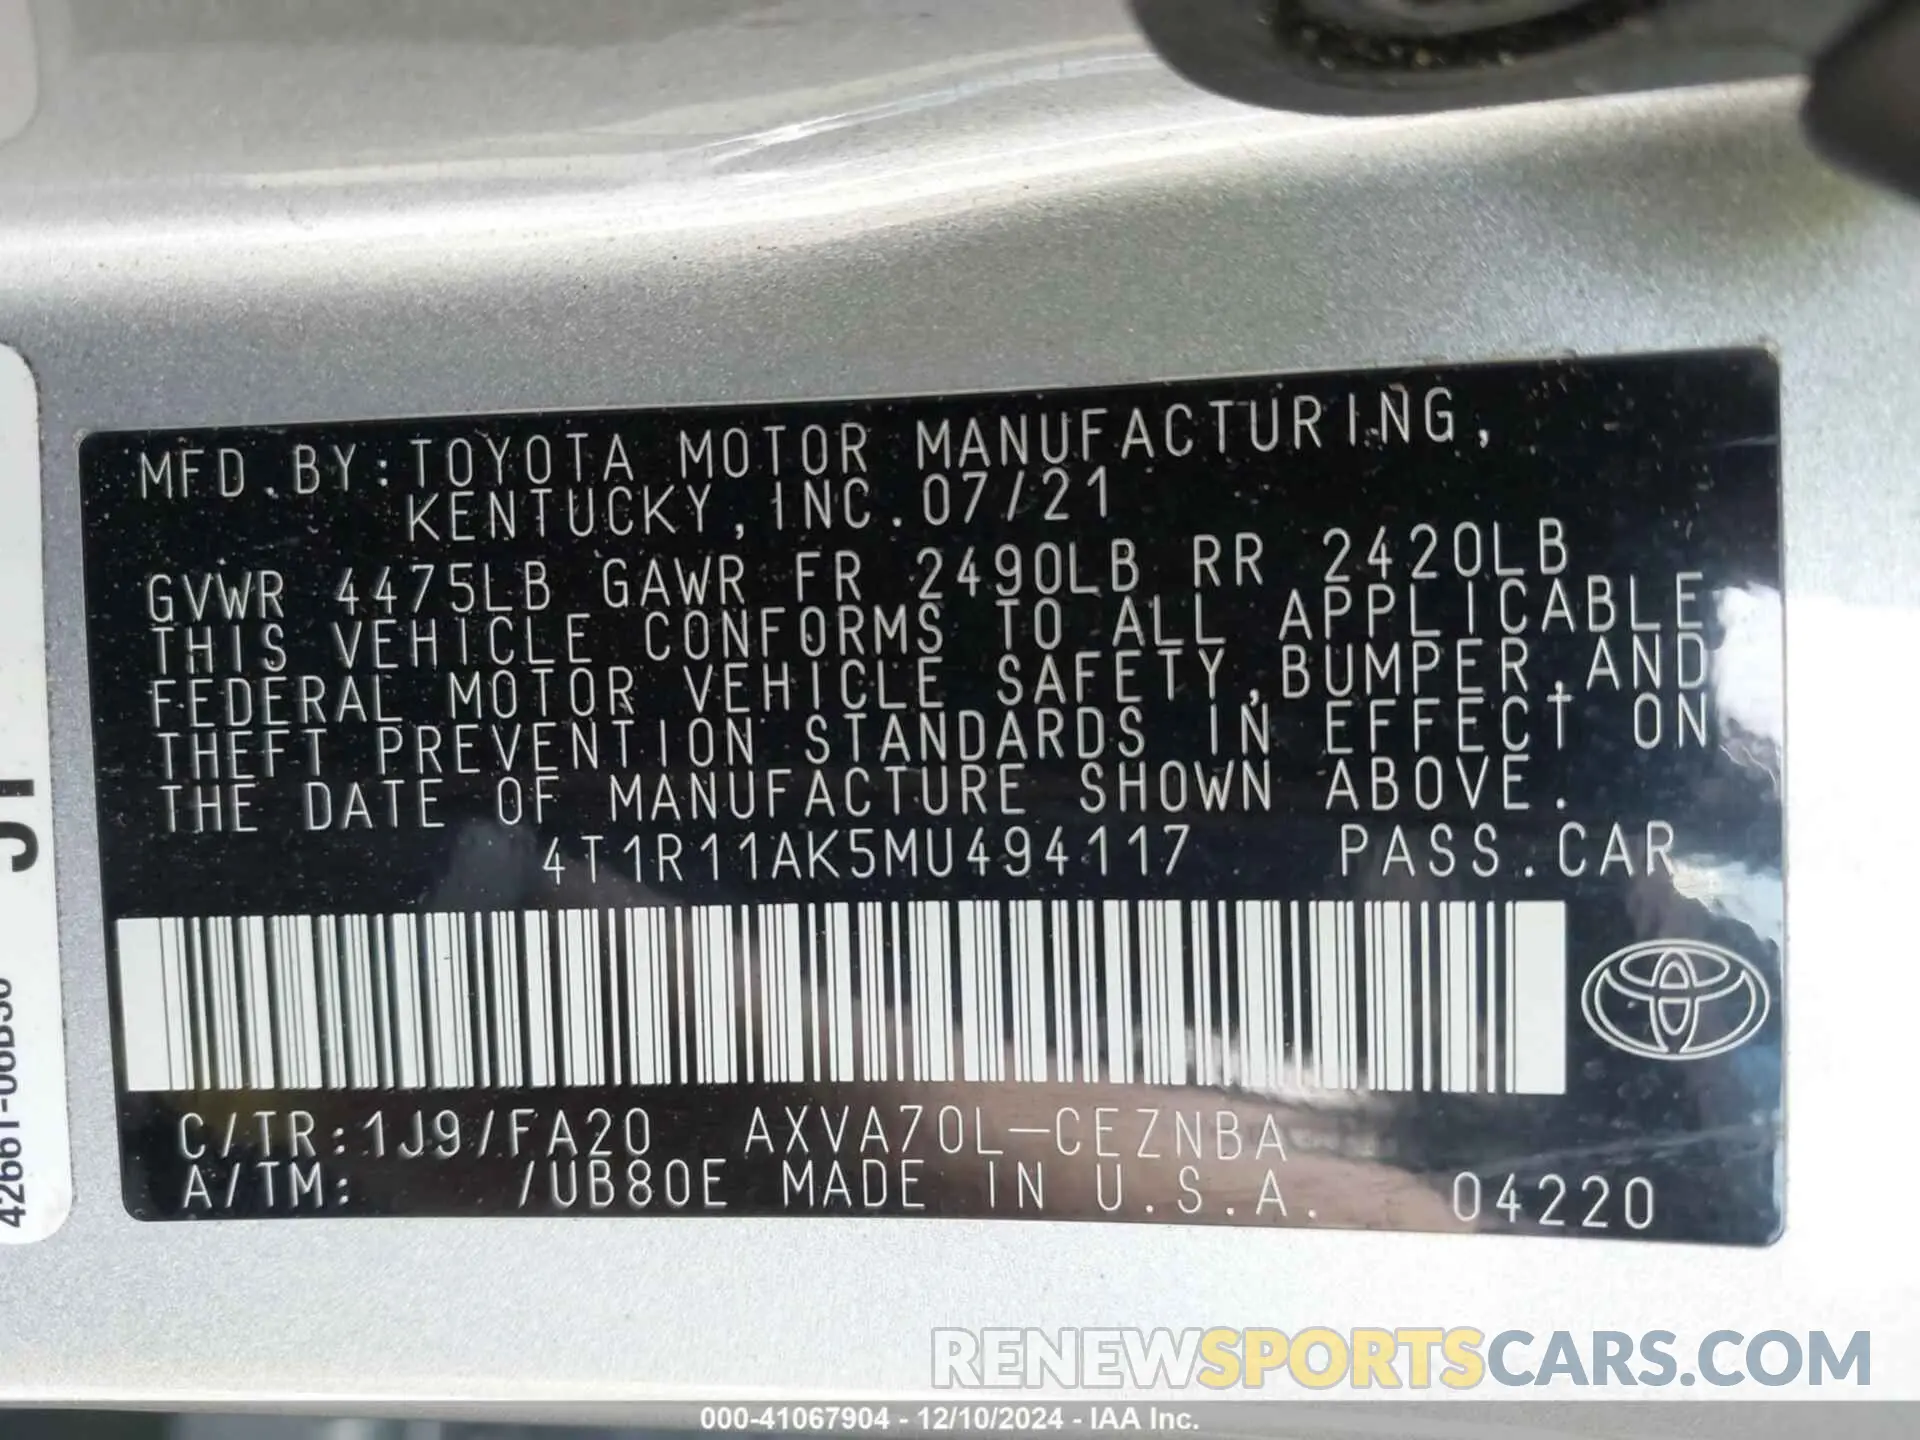 MFD.BY:TOYOTA MOTOR MANUFACTURING,
KENTUCKY,INC.07/21
GVWR 4475LB GAWR FR 2490LB RR 2420LB
THIS VEHICLE CONFORMS TO ALL APPLICABLE
FEDERAL MOTOR VEHICLE SAFETY,BUMPER,AND
THEFT PREVENTION STANDARDS IN EFFECT ON
THE DATE OF MANUFACTURE SHOWN ABOVE.
4T1R11AK5MU494117 PASS.CAR
C/TR:1J9/FA20 AXVA70L-CEZNBA
A/TM: /UB80E MADE IN U.S.A. 04220
RENEWSPORTSCARS.COM
000-41067904 - 12/10/2024 - IAA Inc.